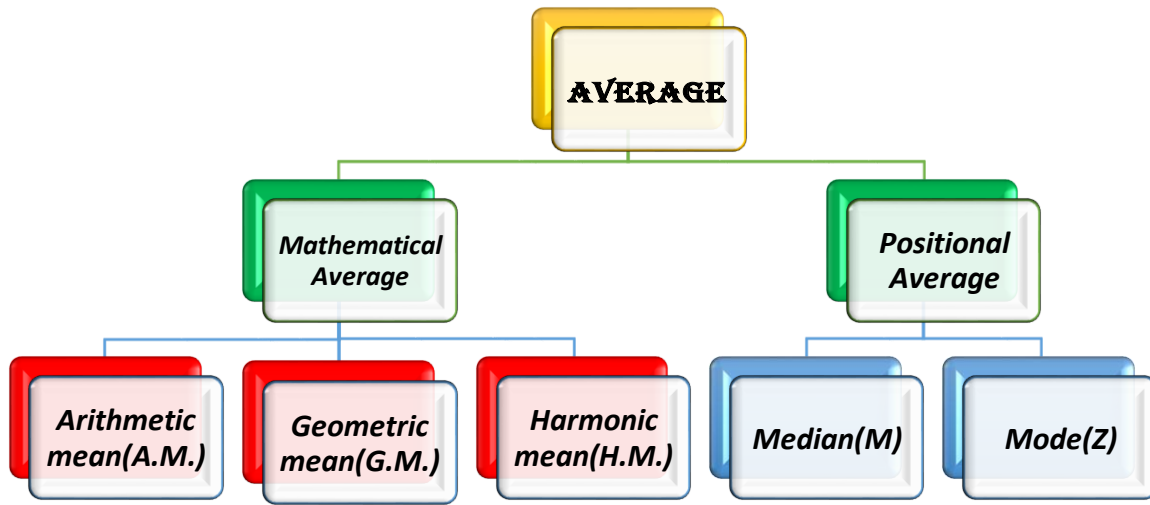 AVERAGE
Mathematical
Average
Positional
Average
Arithmetic
mean(A.M.)
Geometric
mean(G.M.)
Harmonic
mean(H.M.)
Median(M)
Mode(Z)